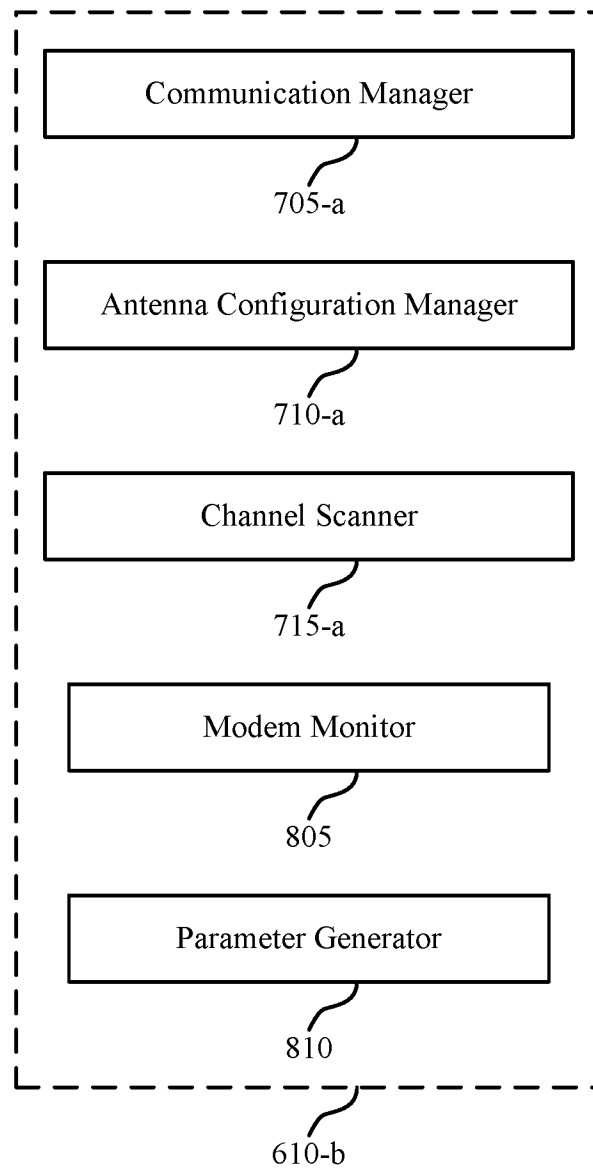 Communication Manager
705-a
Antenna Configuration Manager
710-a
Channel Scanner
715-a
Modem Monitor
805
Parameter Generator
810
610-b